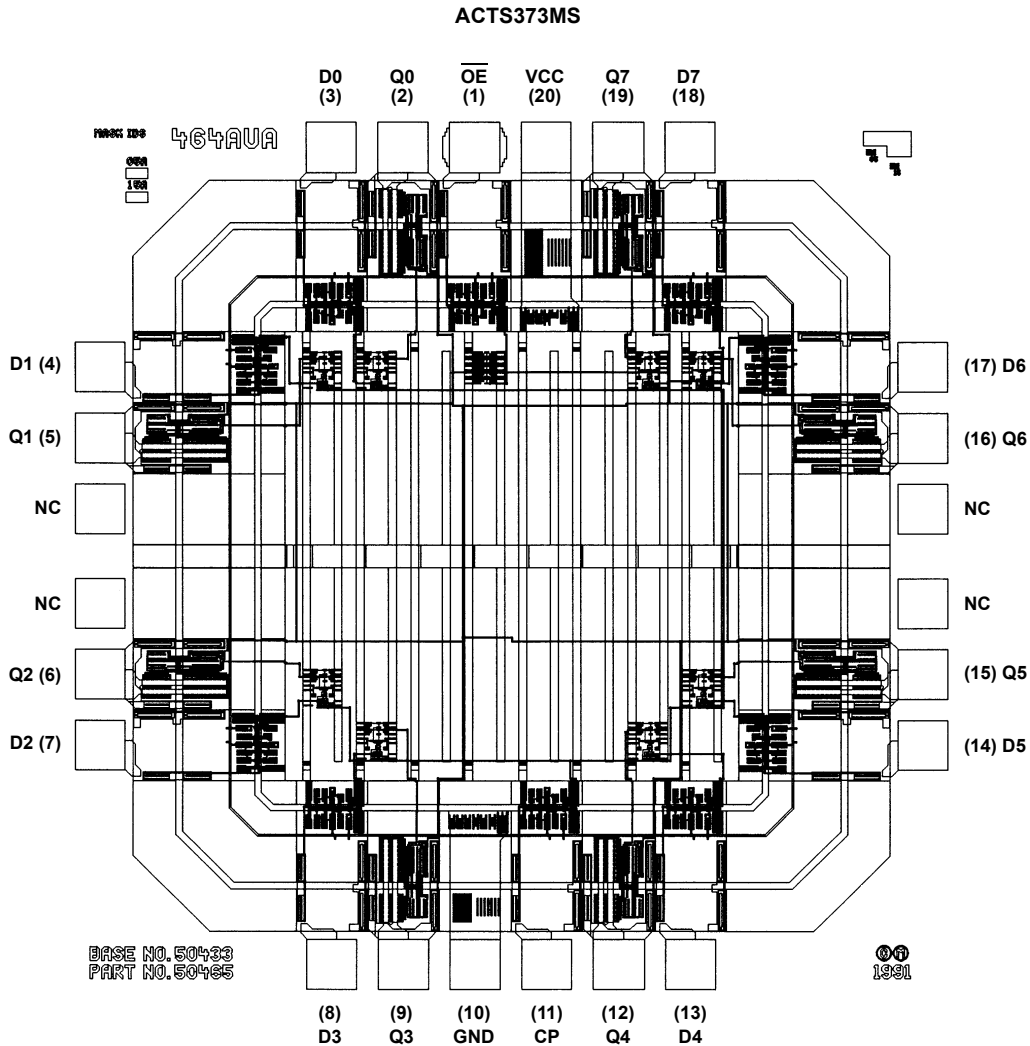 ACTS373MS
D0 Q0 OE VCC Q7 D7
(3) (2) (1) (20) (19) (18)
MASK IDS 464AUA
05A
15A
D1 (4) (17) D6
Q1 (5) (16) Q6
NC NC
NC NC
Q2 (6) (15) Q5
D2 (7) (14) D5
BASE NO.50433
PART NO.50465
1991
(8) (9) (10) (11) (12) (13)
D3 Q3 GND CP Q4 D4